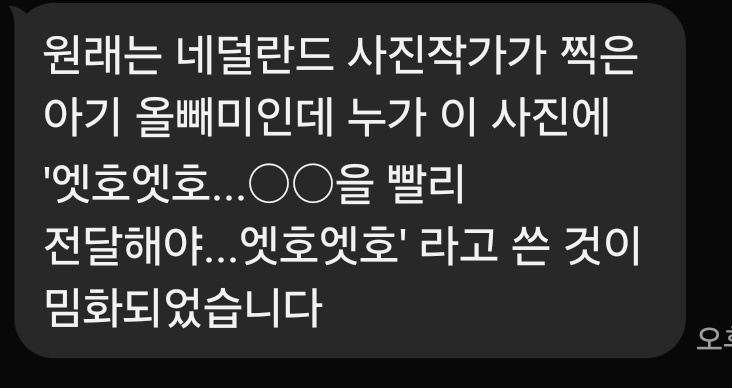 원래는 네덜란드 사진작가가 찍은
아기 올빼미인데 누가 이 사진에
'엣호엣호...○○을 빨리
전달해야...엣호엣호' 라고 쓴 것이
밈화되었습니다